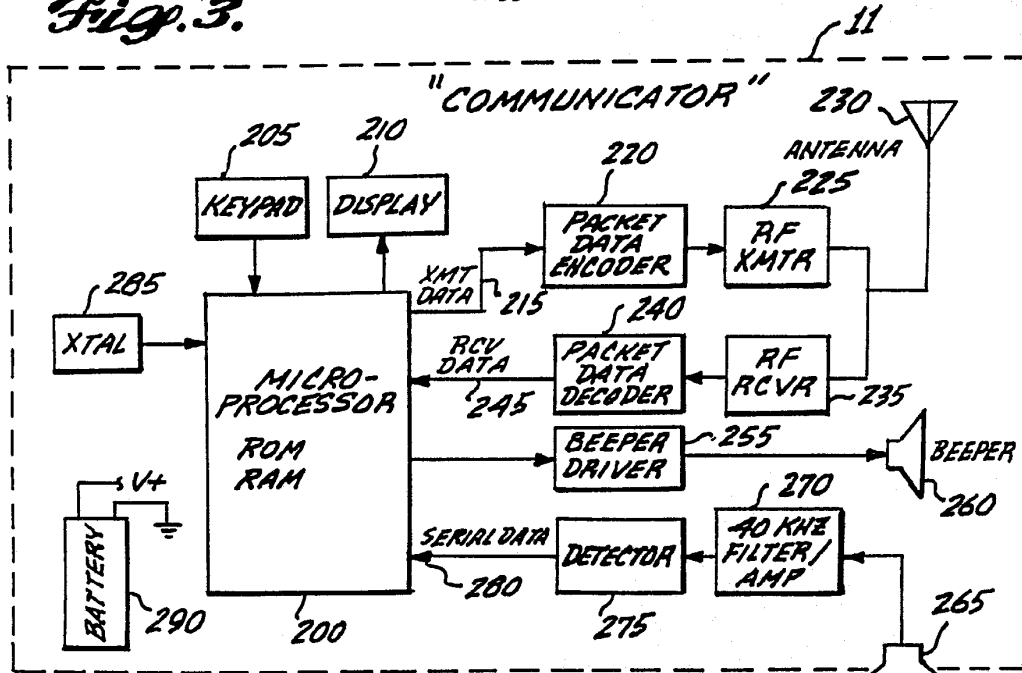 Fig. 3.
11
"COMMUNICATOR"
230
ANTENNA
205
210
220
225
KEYPAD
DISPLAY
PACKET
DATA
ENCODER
RF
XMTR
XMT
DATA
215
285
XTAL
240
RCV
DATA
245
PACKET
DATA
DECODER
RF
RCVR
235
MICRO-
PROCESSOR
ROM
RAM
BEEPER
DRIVER
255
BEEPER
260
V+
BATTERY
290
200
SERIAL DATA
280
DETECTOR
275
270
40 KHZ
FILTER/
AMP
265